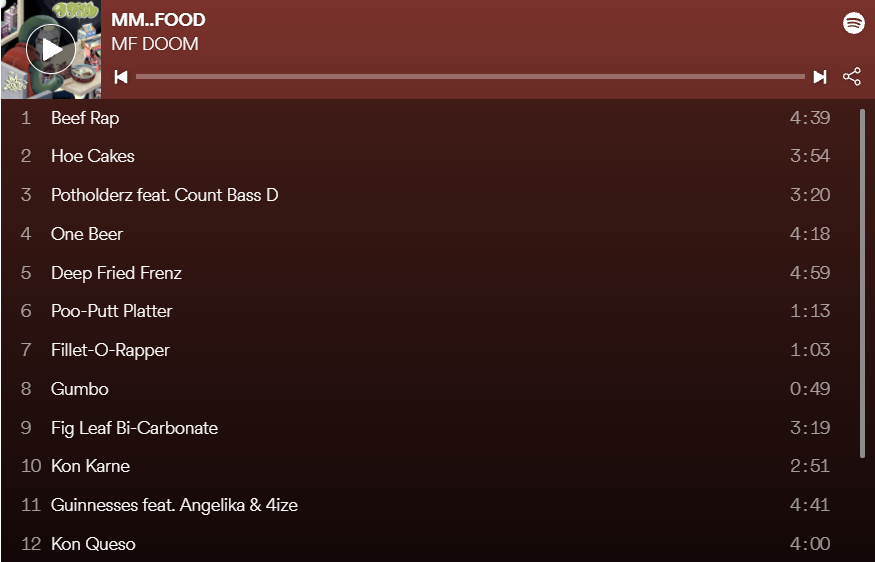 MM..FOOD
MF DOOM
1 Beef Rap 4:39
2 Hoe Cakes 3:54
3 Potholderz feat. Count Bass D 3:20
4 One Beer 4:18
5 Deep Fried Frenz 4:59
6 Poo-Putt Platter 1:13
7 Fillet-O-Rapper 1:03
8 Gumbo 0:49
9 Fig Leaf Bi-Carbonate 3:19
10 Kon Karne 2:51
11 Guinnesses feat. Angelika & 4ize 4:41
12 Kon Queso 4:00